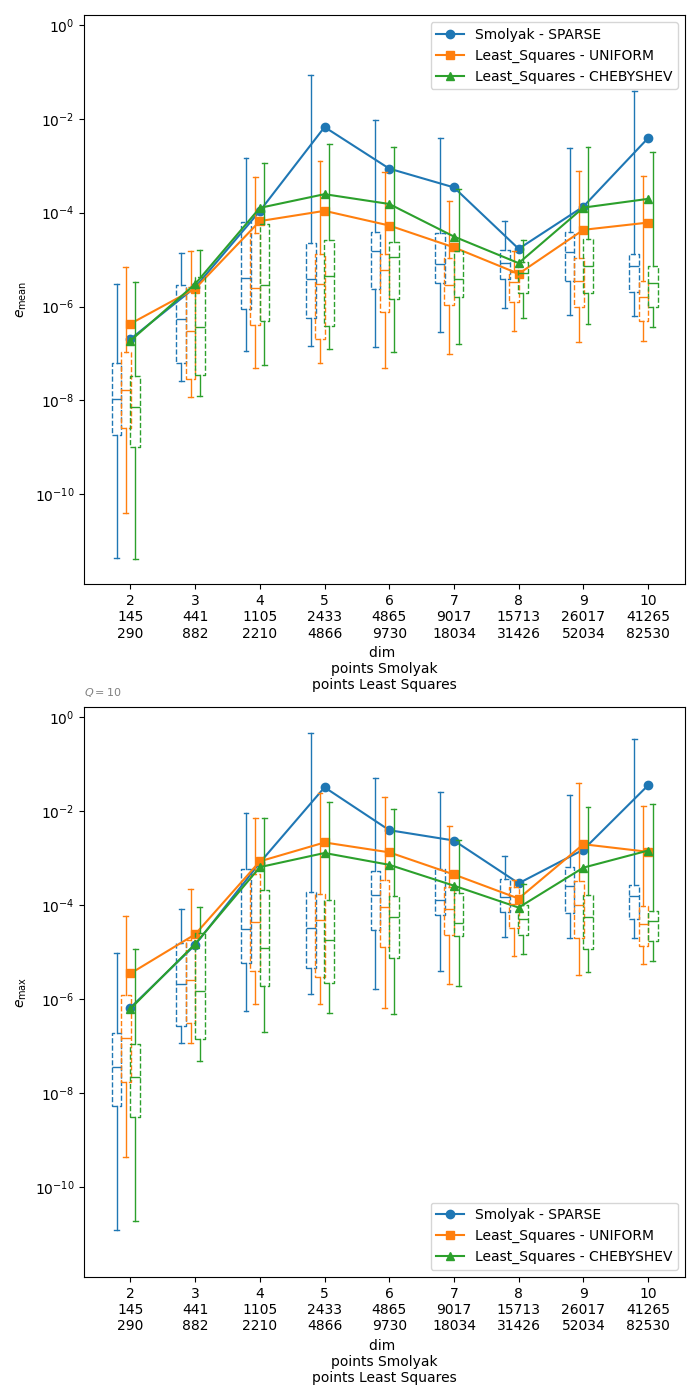 10⁰
10⁻²
10⁻⁴
10⁻⁶
10⁻⁸
10⁻¹⁰
e_mean
Smolyak - SPARSE
Least_Squares - UNIFORM
Least_Squares - CHEBYSHEV
2 3 4 5 6 7 8 9 10
145 441 1105 2433 4865 9017 15713 26017 41265
290 882 2210 4866 9730 18034 31426 52034 82530
dim
points Smolyak
points Least Squares
Q = 10
10⁰
10⁻²
10⁻⁴
10⁻⁶
10⁻⁸
10⁻¹⁰
e_max
Smolyak - SPARSE
Least_Squares - UNIFORM
Least_Squares - CHEBYSHEV
2 3 4 5 6 7 8 9 10
145 441 1105 2433 4865 9017 15713 26017 41265
290 882 2210 4866 9730 18034 31426 52034 82530
dim
points Smolyak
points Least Squares